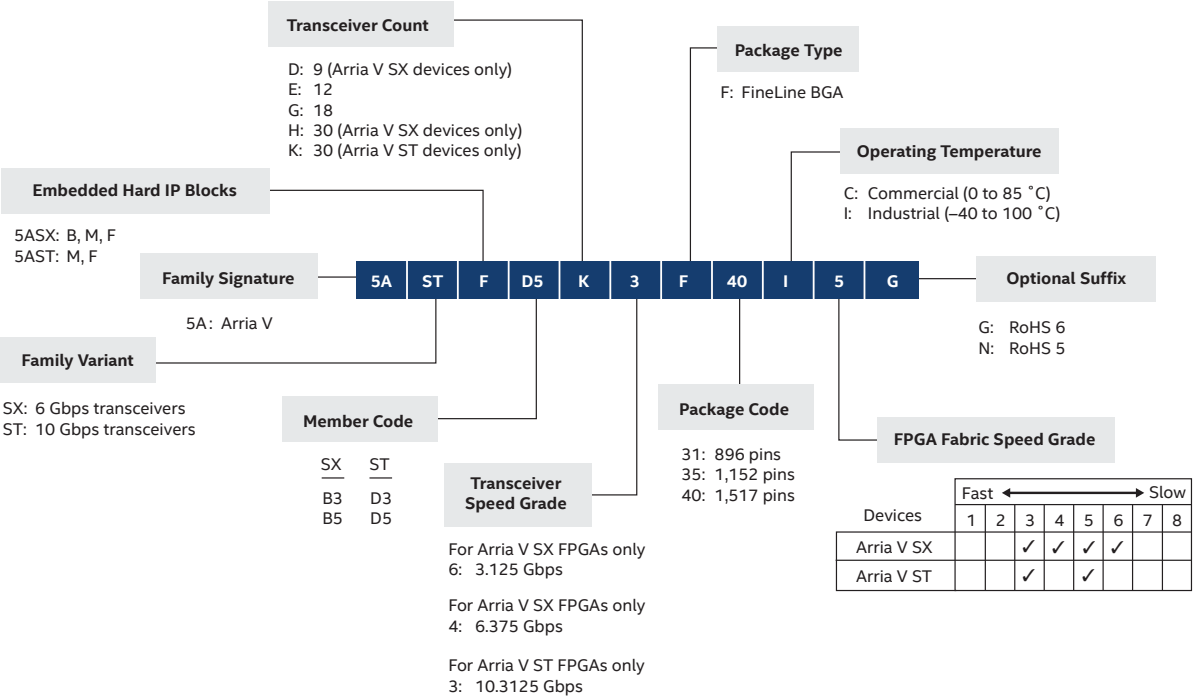 Transceiver Count
D: 9 (Arria V SX devices only)
E: 12
G: 18
H: 30 (Arria V SX devices only)
K: 30 (Arria V ST devices only)
Package Type
F: FineLine BGA
Operating Temperature
C: Commercial (0 to 85 ˚C)
I: Industrial (–40 to 100 ˚C)
Embedded Hard IP Blocks
5ASX: B, M, F
5AST: M, F
Family Signature
5A: Arria V
5A ST F D5 K 3 F 40 I 5 G
Optional Suffix
G: RoHS 6
N: RoHS 5
Family Variant
SX: 6 Gbps transceivers
ST: 10 Gbps transceivers
Member Code
SX ST
B3 D3
B5 D5
Transceiver
Speed Grade
For Arria V SX FPGAs only
6: 3.125 Gbps
For Arria V SX FPGAs only
4: 6.375 Gbps
For Arria V ST FPGAs only
3: 10.3125 Gbps
Package Code
31: 896 pins
35: 1,152 pins
40: 1,517 pins
FPGA Fabric Speed Grade
Fast Slow
Devices 1 2 3 4 5 6 7 8
Arria V SX ✓ ✓ ✓ ✓
Arria V ST ✓ ✓